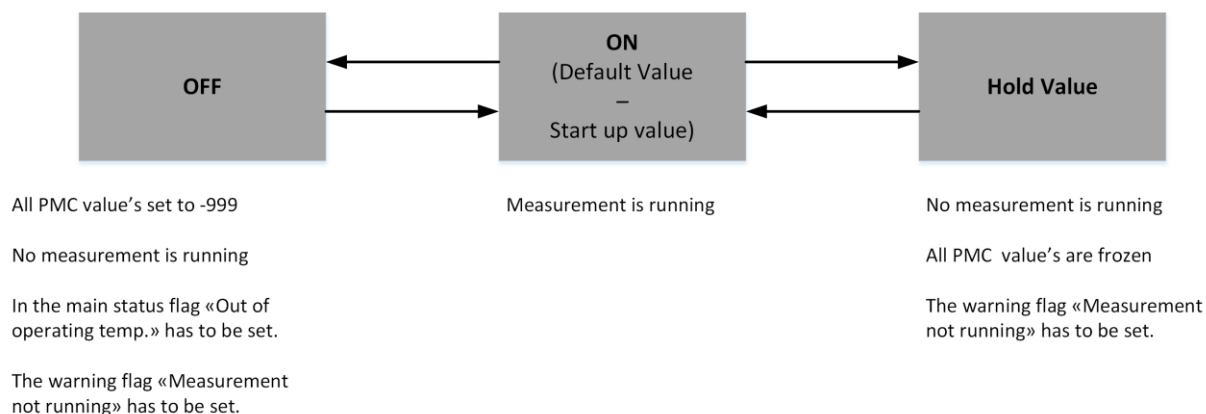 OFF
ON
(Default Value
–
Start up value)
Hold Value
All PMC value's set to -999
No measurement is running
In the main status flag «Out of
operating temp.» has to be set.
The warning flag «Measurement
not running» has to be set.
Measurement is running
No measurement is running
All PMC value's are frozen
The warning flag «Measurement
not running» has to be set.